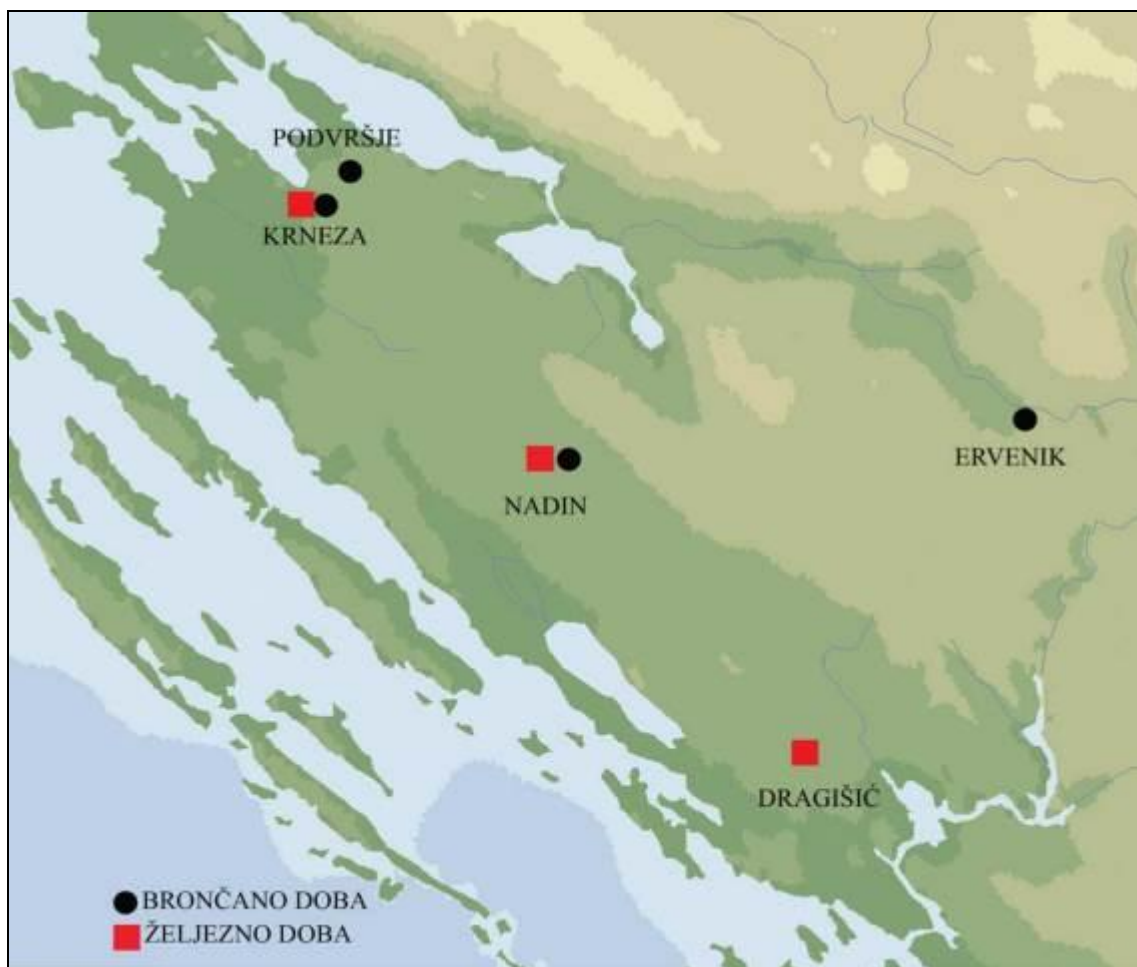 PODVRŠJE
KRNEZA
ERVENIK
NADIN
DRAGIŠIĆ
BRONČANO DOBA
ŽELJEZNO DOBA